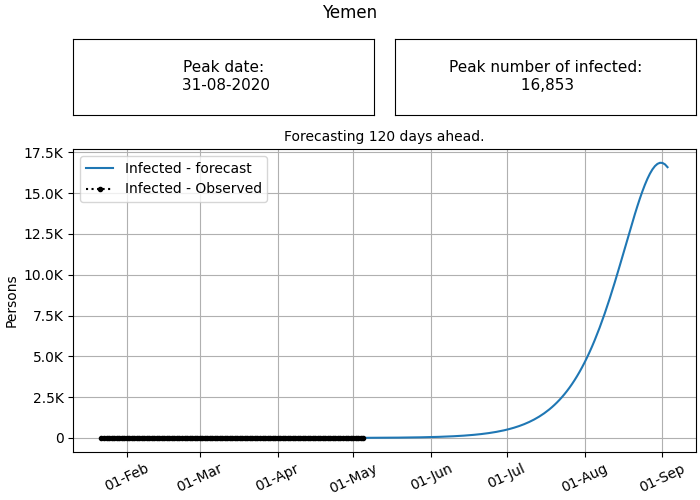 Yemen
Peak date:
31-08-2020
Peak number of infected:
16,853
Forecasting 120 days ahead.
17.5K
15.0K
12.5K
10.0K
7.5K
5.0K
2.5K
0
Persons
Infected - forecast
Infected - Observed
01-Feb
01-Mar
01-Apr
01-May
01-Jun
01-Jul
01-Aug
01-Sep